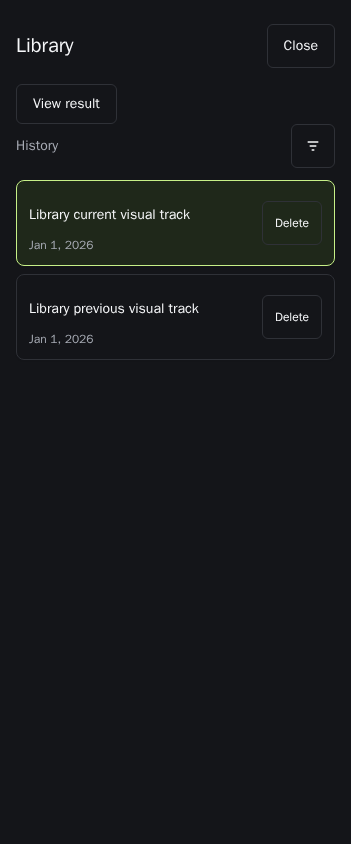 Library
Close
View result
History
Library current visual track
Jan 1, 2026
Delete
Library previous visual track
Jan 1, 2026
Delete